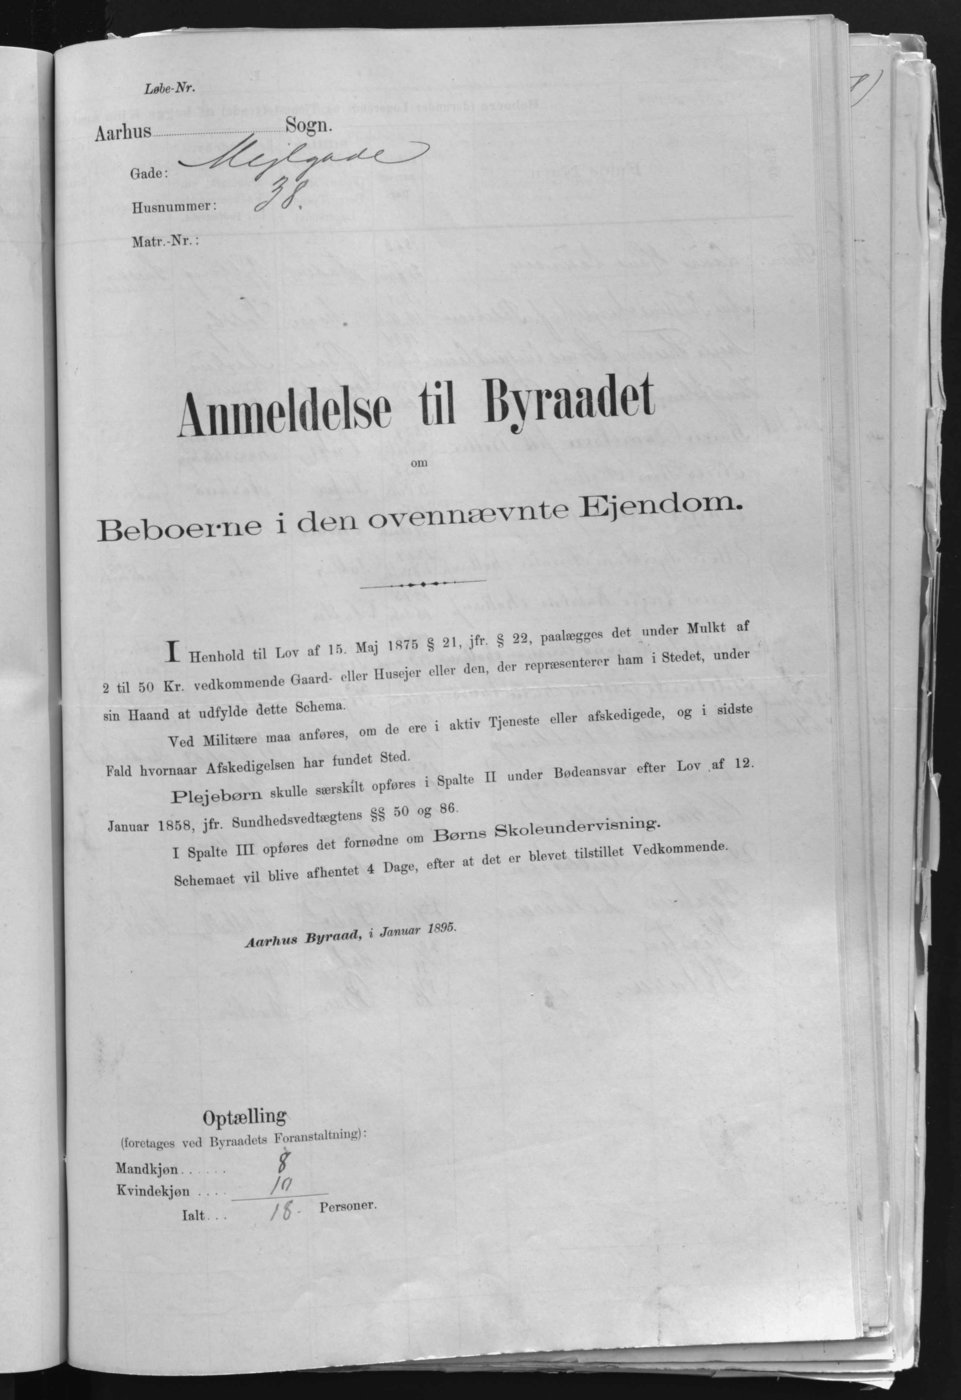 Løbe-Nr.
Aarhus Sogn.
Gade: Mejlgade
Husnummer: 38.
Matr.-Nr.:
Anmeldelse til Byraadet
om
Beboerne i den ovennævnte Ejendom.
I Henhold til Lov af 15. Maj 1875 § 21, jfr. § 22, paalægges det under Mulkt af
2 til 50 Kr. vedkommende Gaard- eller Husejer eller den, der repræsenterer ham i Stedet, under
sin Haand at udfylde dette Schema.
Ved Militære maa anføres, om de ere i aktiv Tjeneste eller afskedigede, og i sidste
Fald hvornaar Afskedigelsen har fundet Sted.
Plejebørn skulle særskilt opføres i Spalte II under Bødeansvar efter Lov af 12.
Januar 1858, jfr. Sundhedsvedtægtens §§ 50 og 86.
I Spalte III opføres det fornødne om Børns Skoleundervisning.
Schemaet vil blive afhentet 4 Dage, efter at det er blevet tilstillet Vedkommende.
Aarhus Byraad, i Januar 1895.
Optælling
(foretages ved Byraadets Foranstaltning):
Mandkjøn...... 8
Kvindekjøn .... 10
Ialt... 18 Personer.